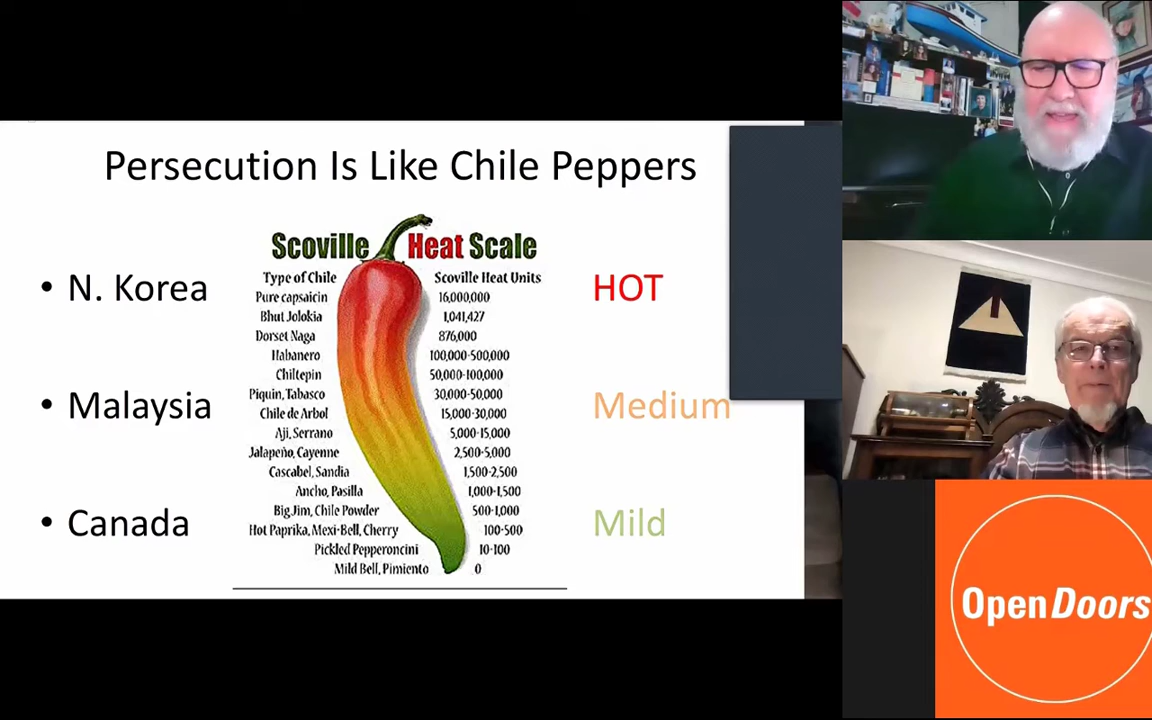 Persecution Is Like Chile Peppers
Scoville Heat Scale
Type of Chile Scoville Heat Units
• N. Korea
HOT
Pure capsaicin 16,000,000
Bhut Jolokia 1,041,427
Dorset Naga 876,000
Habanero 100,000-500,000
Chiltepin 50,000-100,000
Piquin, Tabasco 30,000-50,000
• Malaysia
Medium
Chile de Arbol 15,000-30,000
Aji, Serrano 5,000-15,000
Jalapeño, Cayenne 2,500-5,000
Cascabel, Sandia 1,500-2,500
Ancho, Pasilla 1,000-1,500
Big Jim, Chile Powder 500-1,000
• Canada
Mild
Hot Paprika, Mexi-Bell, Cherry 100-500
Pickled Pepperoncini 10-100
Mild Bell, Pimiento 0
OpenDoors